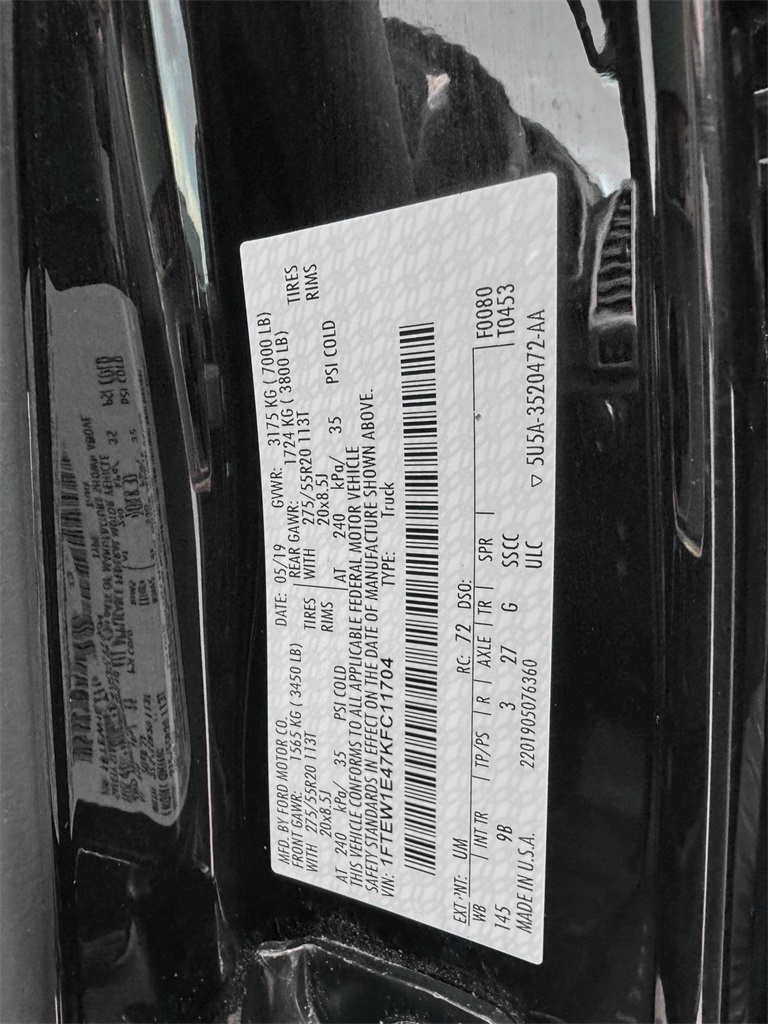 MFD. BY FORD MOTOR CO. DATE: 05/19 GVWR: 3175 KG ( 7000 LB)
FRONT GAWR: 1565 KG ( 3450 LB) REAR GAWR: 1724 KG ( 3800 LB)
WITH 275/55R20 113T TIRES WITH 275/55R20 113T TIRES
20x8.5J RIMS 20x8.5J RIMS
AT 240 kPa/ 35 PSI COLD AT 240 kPa/ 35 PSI COLD
THIS VEHICLE CONFORMS TO ALL APPLICABLE FEDERAL MOTOR VEHICLE
SAFETY STANDARDS IN EFFECT ON THE DATE OF MANUFACTURE SHOWN ABOVE.
VIN: 1FTEW1E47KFC11704 TYPE: Truck
EXT PNT: UM RC: 72 DSO:
WB INT TR TP/PS R AXLE TR SPR F0080
145 9B 3 27 G SSCC T0453
MADE IN U.S.A. 2201905076360 ULC ▽ 5U5A-3520472-AA